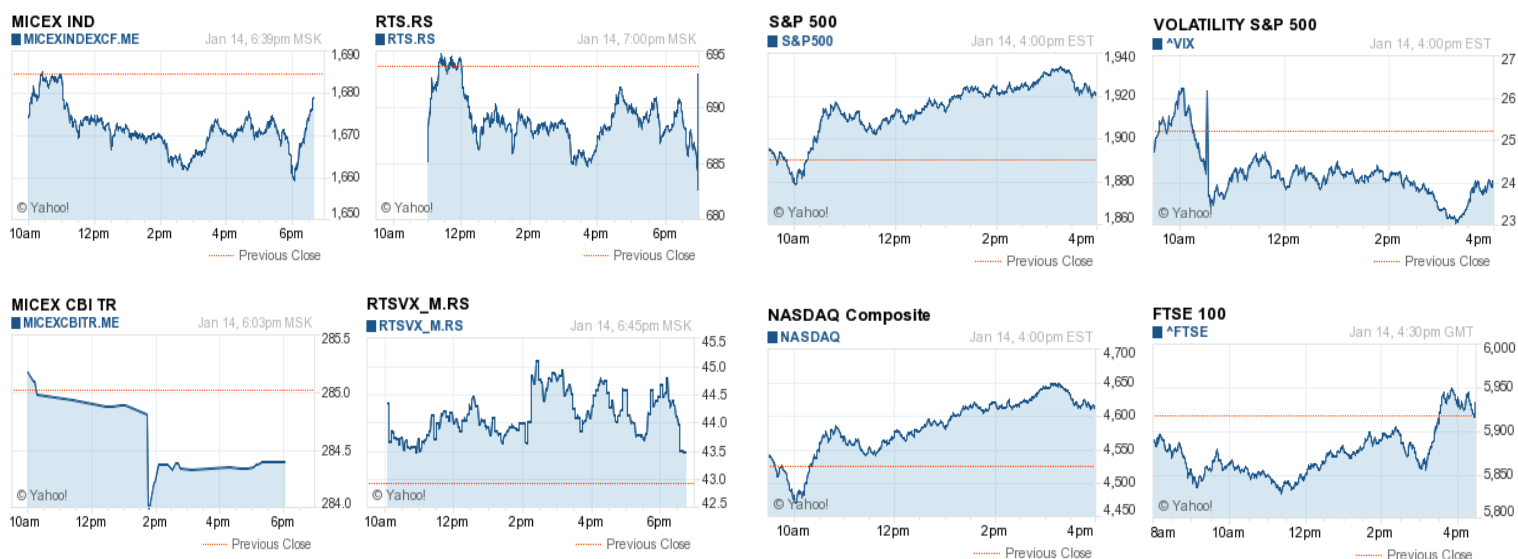 MICEX IND
MICEXINDEXCF.ME Jan 14, 6:39pm MSK
1,690
1,680
1,670
1,660
1,650
© Yahoo!
10am 12pm 2pm 4pm 6pm
Previous Close
RTS.RS
RTS.RS Jan 14, 7:00pm MSK
695
690
685
680
© Yahoo!
10am 12pm 2pm 4pm 6pm
Previous Close
S&P 500
S&P500 Jan 14, 4:00pm EST
1,940
1,920
1,900
1,880
1,860
© Yahoo!
10am 12pm 2pm 4pm
Previous Close
VOLATILITY S&P 500
^VIX Jan 14, 4:00pm EST
27
26
25
24
23
© Yahoo!
10am 12pm 2pm 4pm
Previous Close
MICEX CBI TR
MICEXCBITR.ME Jan 14, 6:03pm MSK
285.5
285.0
284.5
284.0
© Yahoo!
10am 12pm 2pm 4pm 6pm
Previous Close
RTSVX_M.RS
RTSVX_M.RS Jan 14, 6:45pm MSK
45.5
45.0
44.5
44.0
43.5
43.0
42.5
© Yahoo!
10am 12pm 2pm 4pm 6pm
Previous Close
NASDAQ Composite
NASDAQ Jan 14, 4:00pm EST
4,700
4,650
4,600
4,550
4,500
4,450
© Yahoo!
10am 2pm 4pm
Previous Close
FTSE 100
^FTSE Jan 14, 4:30pm GMT
6,000
5,950
5,900
5,850
5,800
© Yahoo!
8am 10am 12pm 2pm 4pm
Previous Close